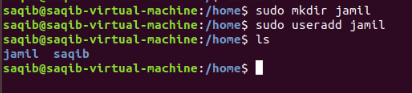 saqib@saqib-virtual-machine:/home$ sudo mkdir jamil
saqib@saqib-virtual-machine:/home$ sudo useradd jamil
saqib@saqib-virtual-machine:/home$ ls
jamil  saqib
saqib@saqib-virtual-machine:/home$